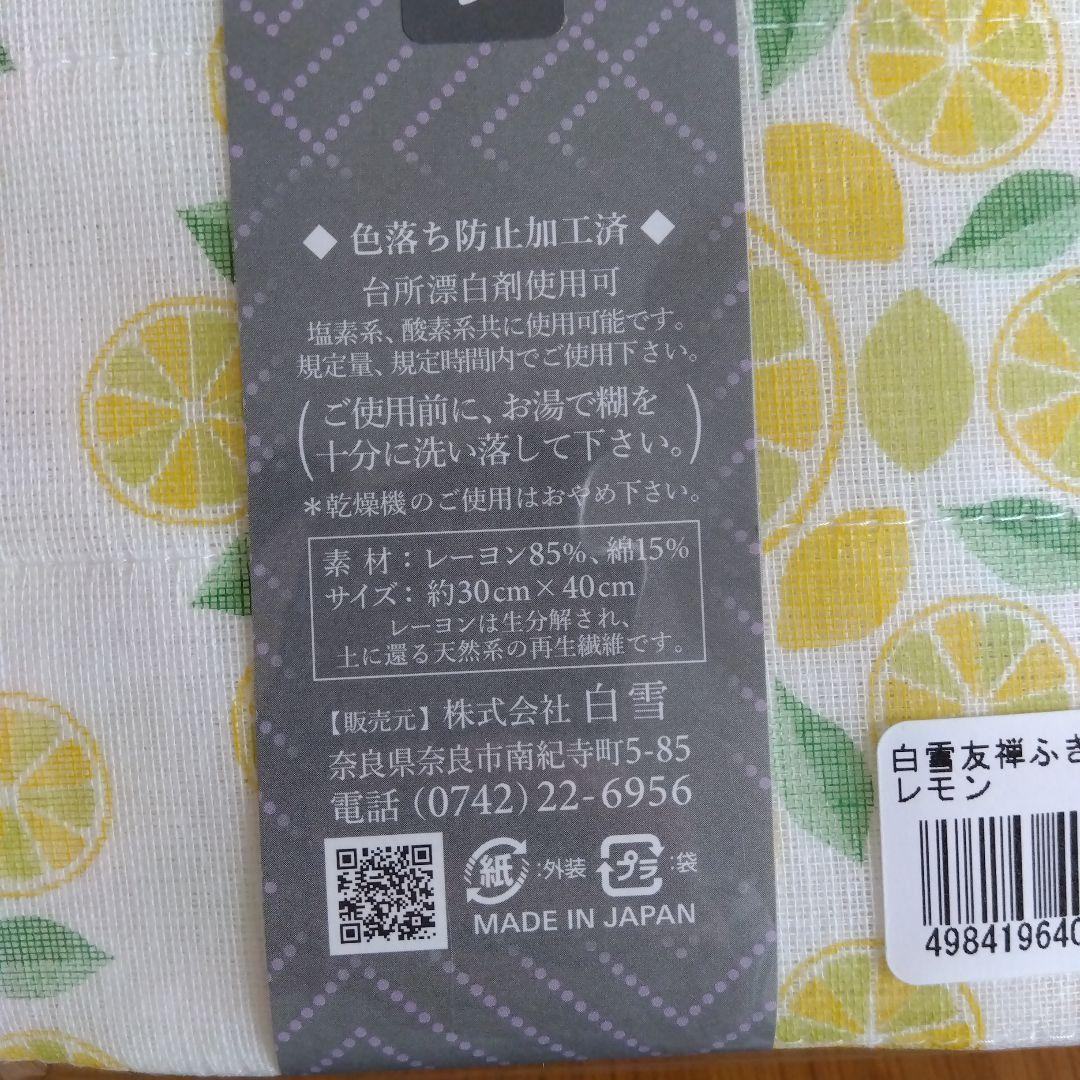 ◆ 色落ち防止加工済 ◆
台所漂白剤使用可
塩素系、酸素系共に使用可能です。
規定量、規定時間内でご使用下さい。
(ご使用前に、お湯で糊を
十分に洗い落して下さい。)
*乾燥機のご使用はおやめ下さい。
素 材：レーヨン85%、綿15%
サイズ：約30cm×40cm
レーヨンは生分解され、
土に還る天然系の再生繊維です。
【販売元】株式会社 白雪
奈良県奈良市南紀寺町5-85
電話 (0742)22-6956
紙:外装 プラ:袋
MADE IN JAPAN
白雪友禅ふき
レモン
498419640